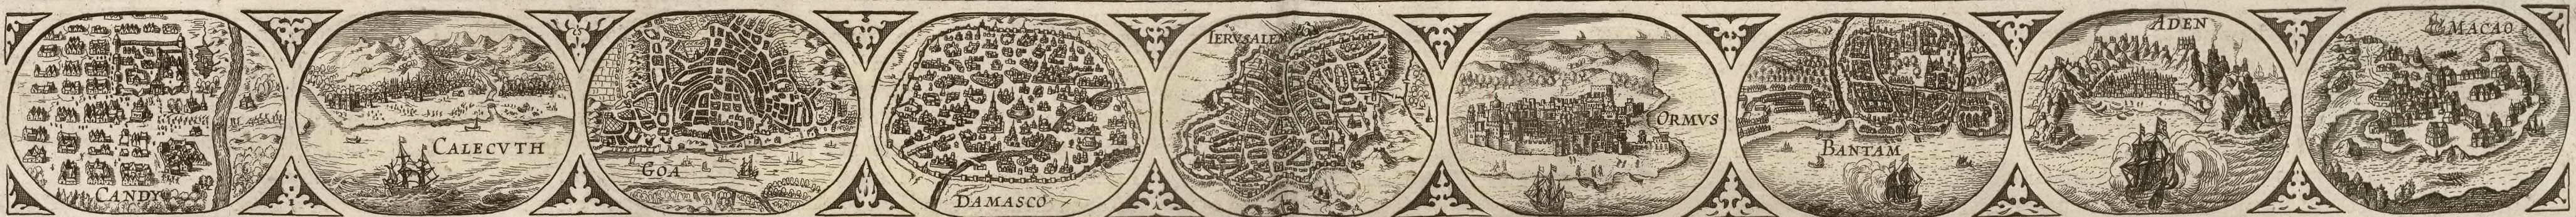 CANDY
CALECVTH
GOA
DAMASCO
IERVSALEM
ORMVS
BANTAM
ADEN
MACAO